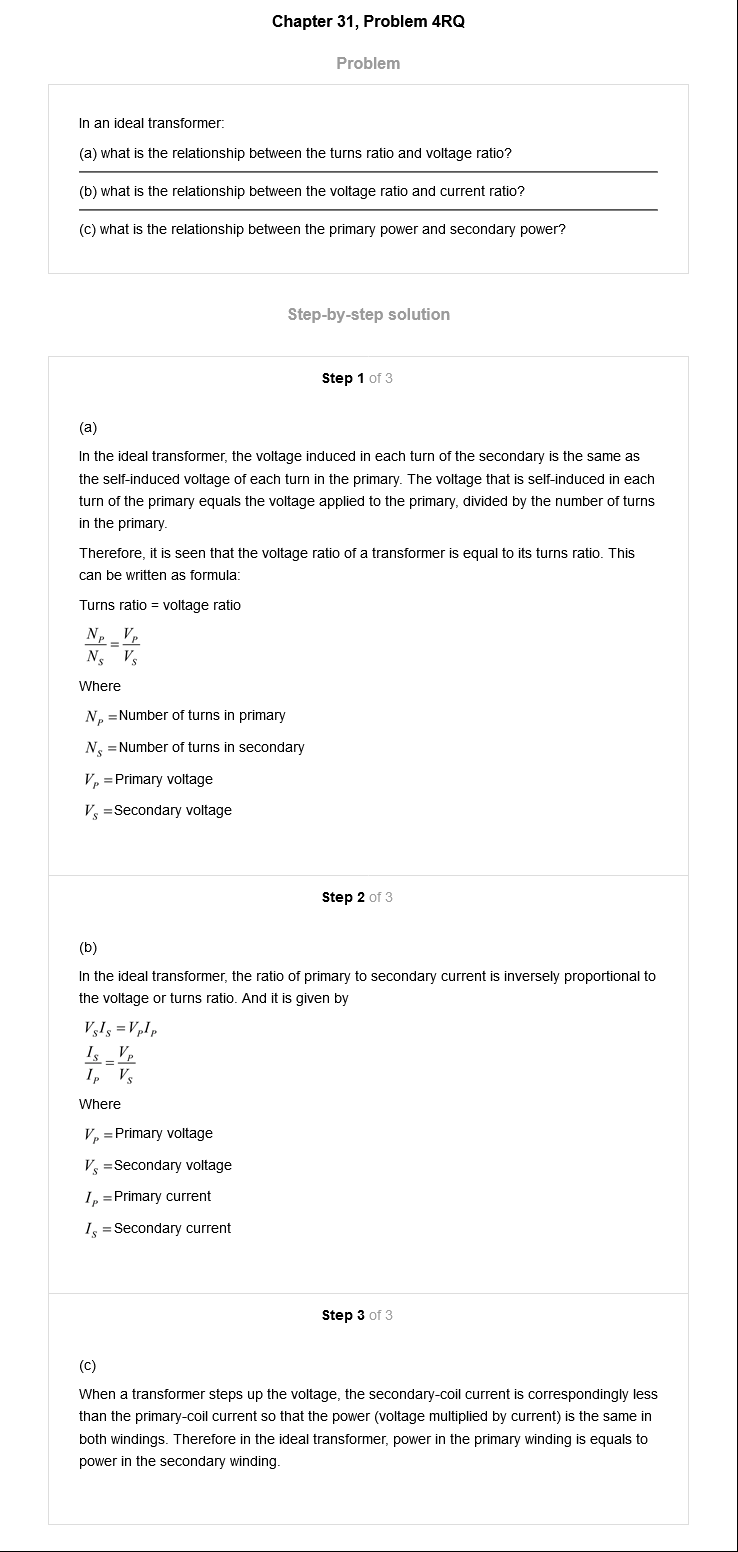 Chapter 31, Problem 4RQ
Problem
In an ideal transformer:
(a) what is the relationship between the turns ratio and voltage ratio?
(b) what is the relationship between the voltage ratio and current ratio?
(c) what is the relationship between the primary power and secondary power?
Step-by-step solution
Step 1 of 3
(a)
In the ideal transformer, the voltage induced in each turn of the secondary is the same as
the self-induced voltage of each turn in the primary. The voltage that is self-induced in each
turn of the primary equals the voltage applied to the primary, divided by the number of turns
in the primary.
Therefore, it is seen that the voltage ratio of a transformer is equal to its turns ratio. This
can be written as formula:
Turns ratio = voltage ratio
N_P/N_S = V_P/V_S
Where
N_P =Number of turns in primary
N_S =Number of turns in secondary
V_P =Primary voltage
V_S =Secondary voltage
Step 2 of 3
(b)
In the ideal transformer, the ratio of primary to secondary current is inversely proportional to
the voltage or turns ratio. And it is given by
V_S I_S = V_P I_P
I_S/I_P = V_P/V_S
Where
V_P =Primary voltage
V_S =Secondary voltage
I_P =Primary current
I_S =Secondary current
Step 3 of 3
(c)
When a transformer steps up the voltage, the secondary-coil current is correspondingly less
than the primary-coil current so that the power (voltage multiplied by current) is the same in
both windings. Therefore in the ideal transformer, power in the primary winding is equals to
power in the secondary winding.